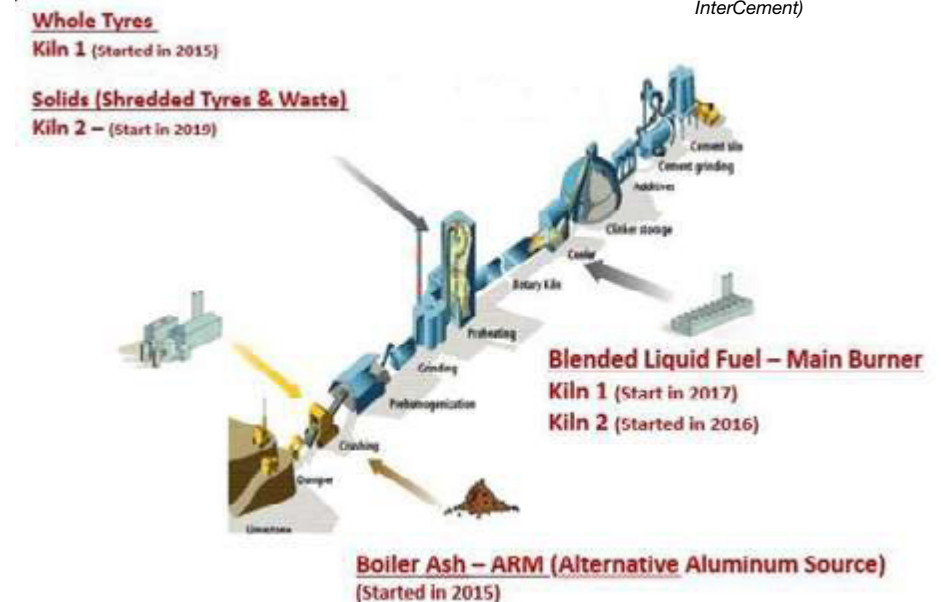 InterCement)
Whole Tyres
Kiln 1 (Started in 2015)
Solids (Shredded Tyres & Waste)
Kiln 2 – (Start in 2019)
Cement silo
Cement grinding
Additives
Clinker storage
Cooler
Rotary Kiln
Preheating
Grinding
Prehomogenization
Crushing
Dumper
Limestone
Blended Liquid Fuel – Main Burner
Kiln 1 (Start in 2017)
Kiln 2 (Started in 2016)
Boiler Ash – ARM (Alternative Aluminum Source)
(Started in 2015)